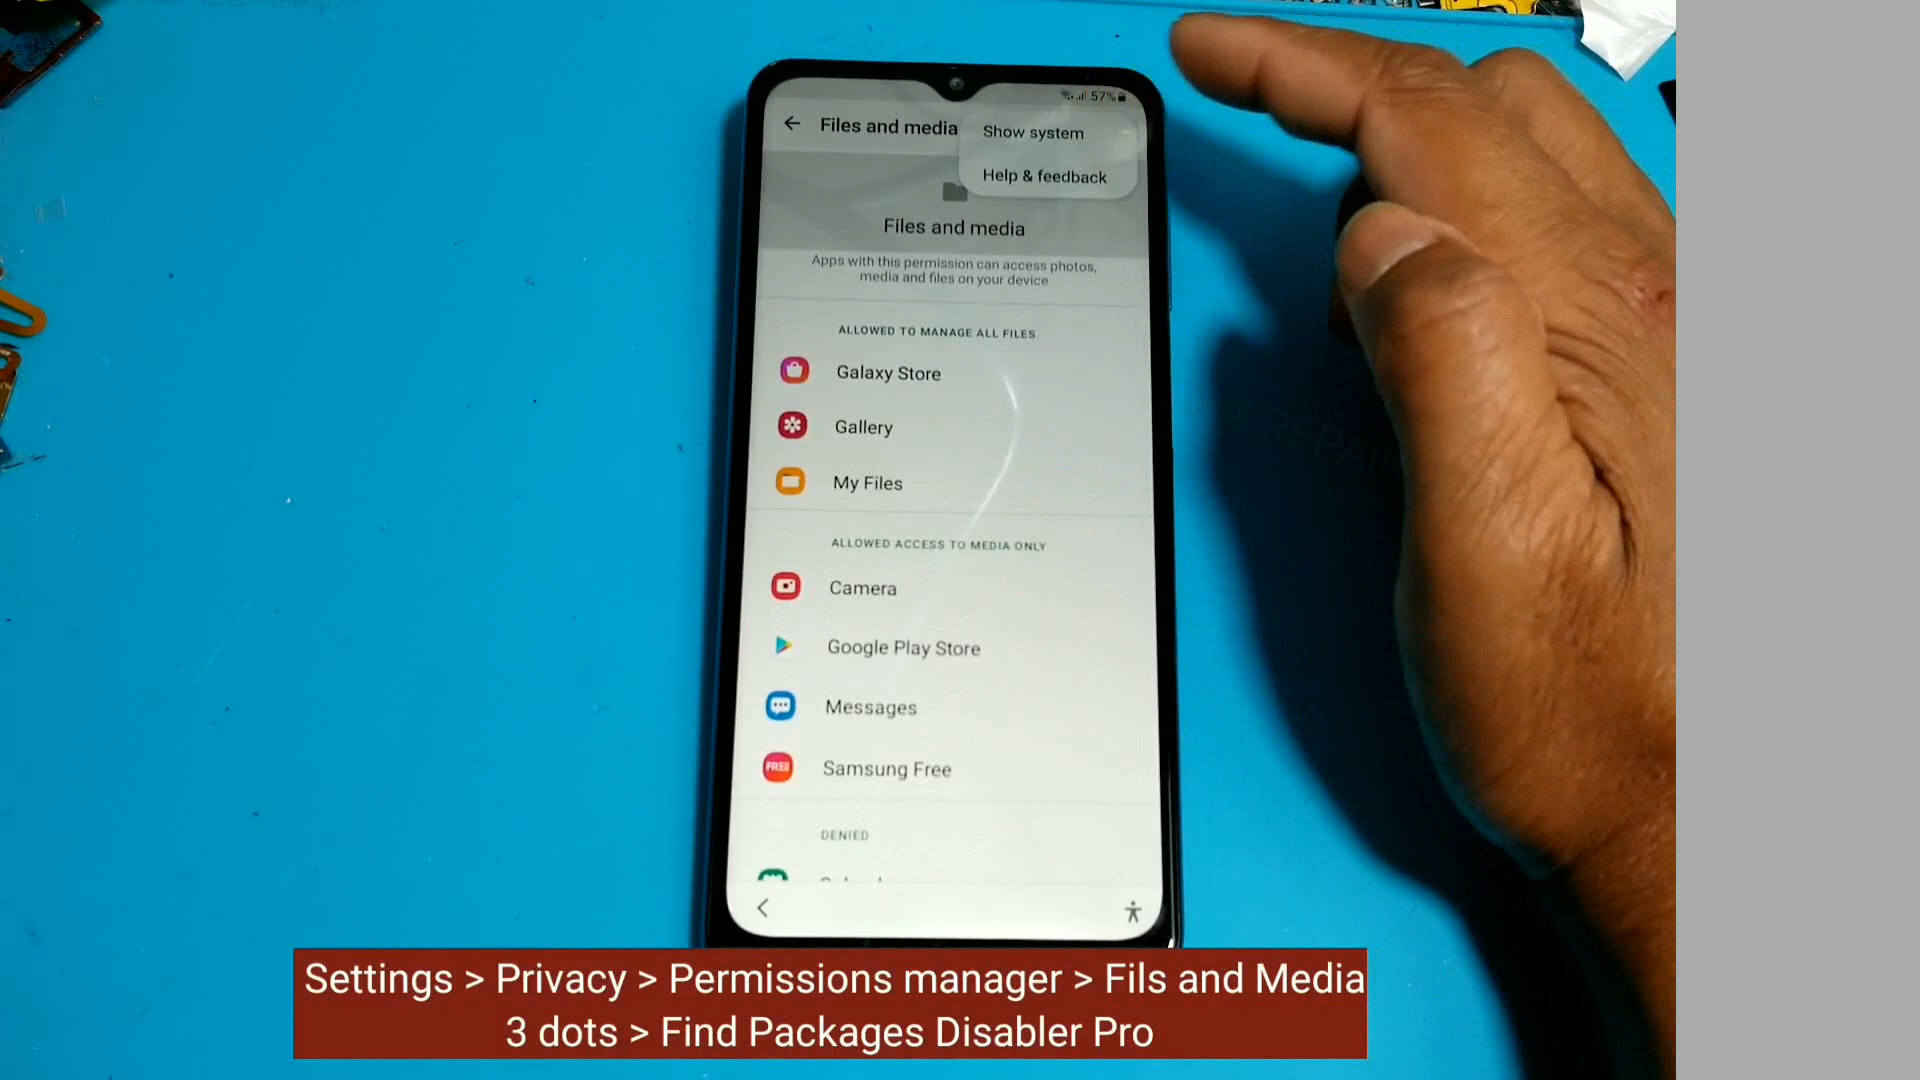 57%
Files and media
Show system
Help & feedback
Files and media
Apps with this permission can access photos,
media and files on your device
ALLOWED TO MANAGE ALL FILES
Galaxy Store
Gallery
My Files
ALLOWED ACCESS TO MEDIA ONLY
Camera
Google Play Store
Messages
FREE
Samsung Free
DENIED
Settings > Privacy > Permissions manager > Fils and Media
3 dots > Find Packages Disabler Pro